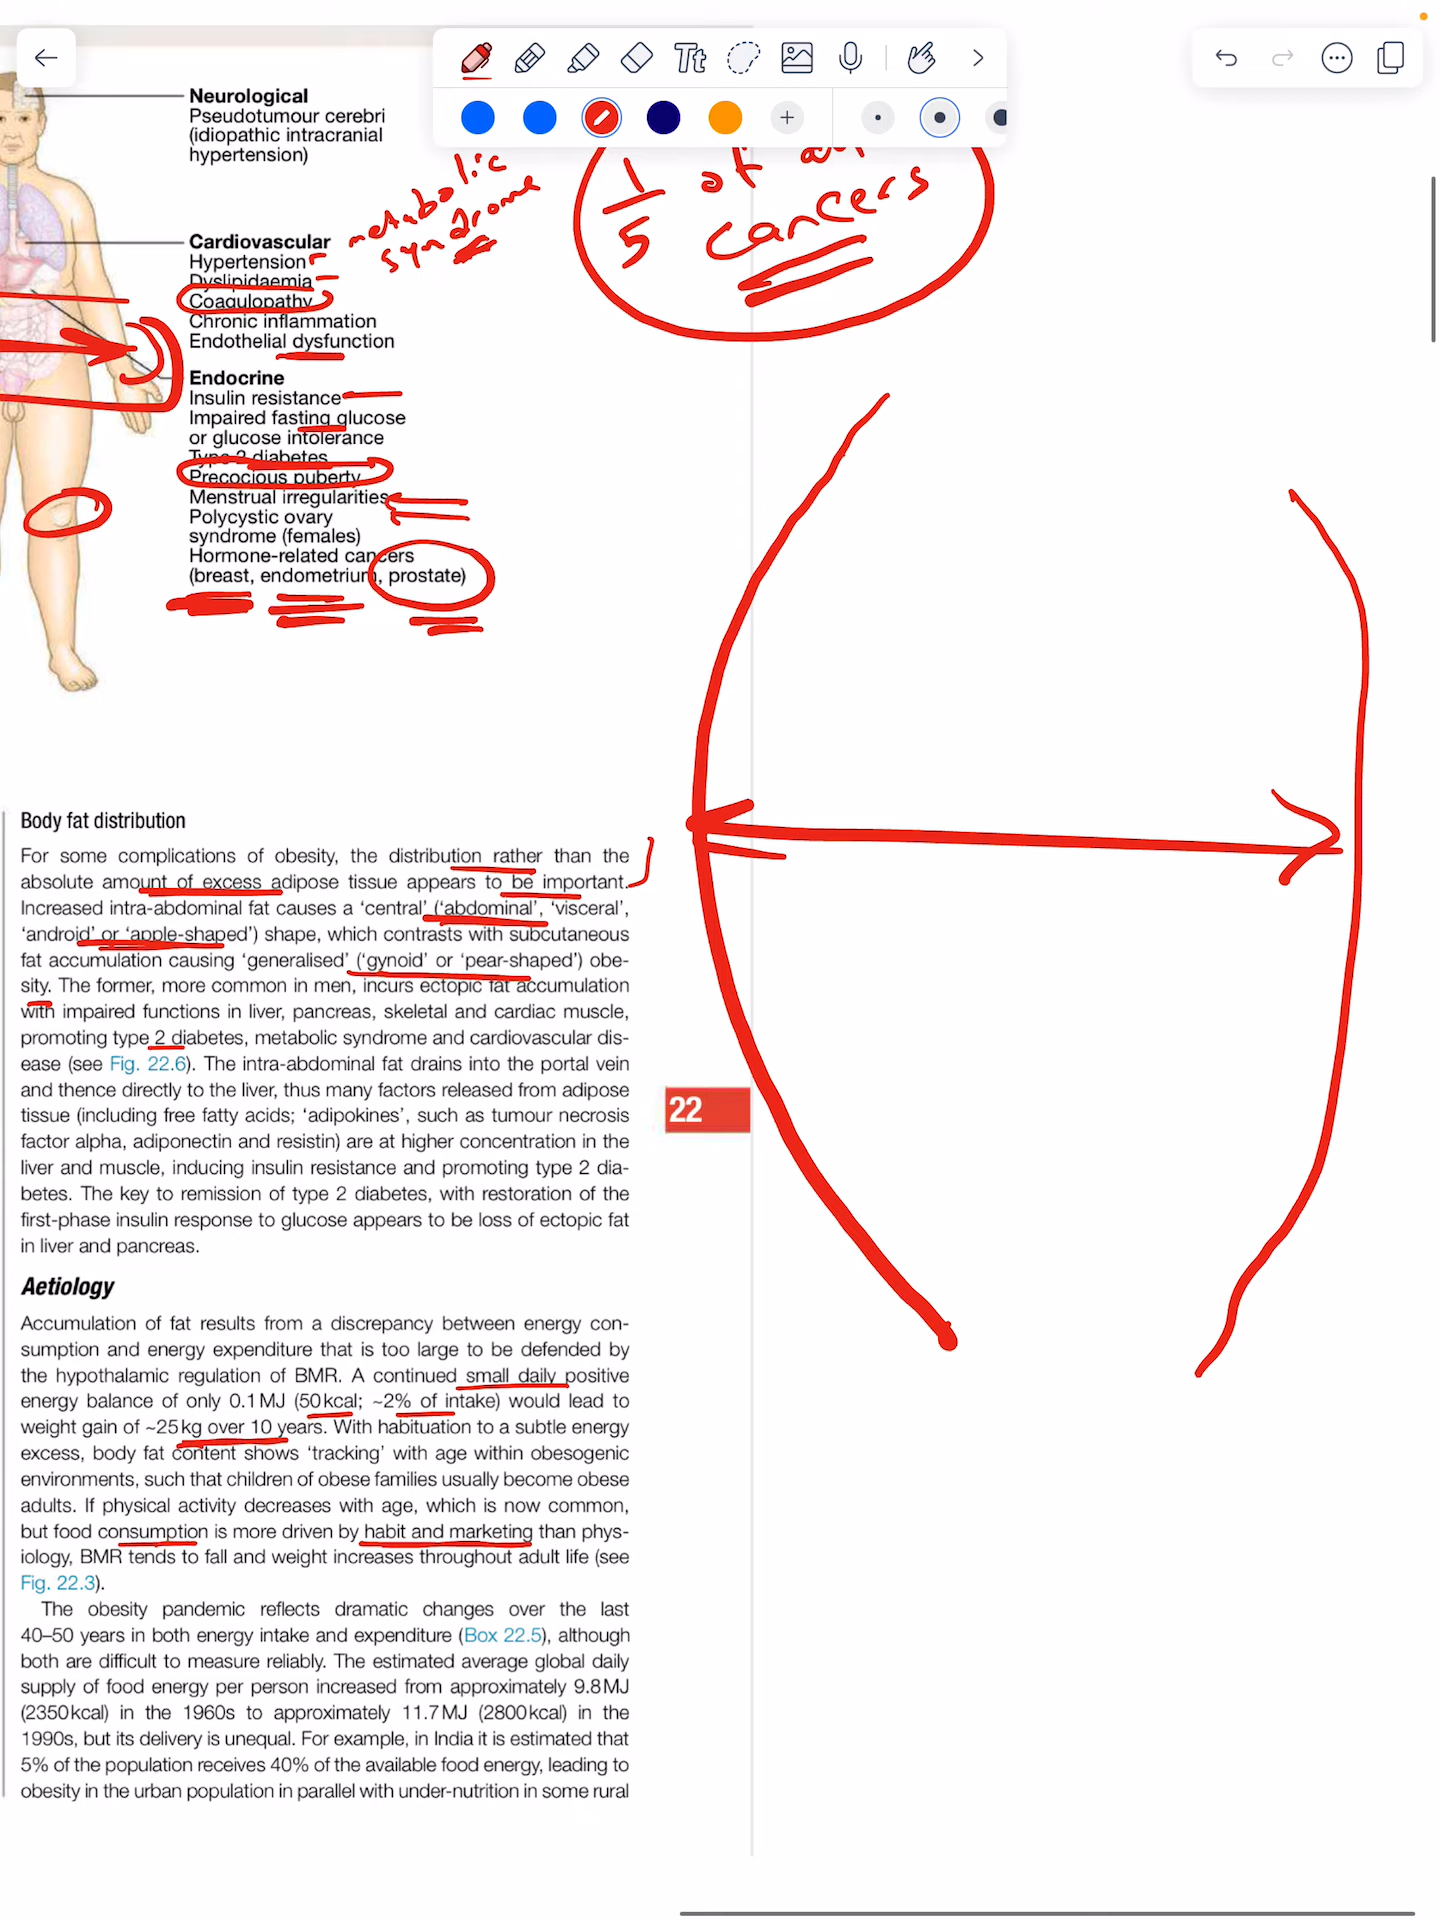 Tt
Neurological
Pseudotumour cerebri
(idiopathic intracranial
hypertension)
metabolic
syndrome
1/5 of
cancers
Cardiovascular
Hypertension
Dyslipidaemia
Coagulopathy
Chronic inflammation
Endothelial dysfunction
Endocrine
Insulin resistance
Impaired fasting glucose
or glucose intolerance
Type 2 diabetes
Precocious puberty
Menstrual irregularities
Polycystic ovary
syndrome (females)
Hormone-related cancers
(breast, endometrium, prostate)
Body fat distribution
For some complications of obesity, the distribution rather than the
absolute amount of excess adipose tissue appears to be important.
Increased intra-abdominal fat causes a ‘central’ (‘abdominal’, ‘visceral’,
‘android’ or ‘apple-shaped’) shape, which contrasts with subcutaneous
fat accumulation causing ‘generalised’ (‘gynoid’ or ‘pear-shaped’) obe-
sity. The former, more common in men, incurs ectopic fat accumulation
with impaired functions in liver, pancreas, skeletal and cardiac muscle,
promoting type 2 diabetes, metabolic syndrome and cardiovascular dis-
ease (see Fig. 22.6). The intra-abdominal fat drains into the portal vein
and thence directly to the liver, thus many factors released from adipose
tissue (including free fatty acids; ‘adipokines’, such as tumour necrosis
factor alpha, adiponectin and resistin) are at higher concentration in the
liver and muscle, inducing insulin resistance and promoting type 2 dia-
betes. The key to remission of type 2 diabetes, with restoration of the
first-phase insulin response to glucose appears to be loss of ectopic fat
in liver and pancreas.
22
Aetiology
Accumulation of fat results from a discrepancy between energy con-
sumption and energy expenditure that is too large to be defended by
the hypothalamic regulation of BMR. A continued small daily positive
energy balance of only 0.1 MJ (50 kcal; ~2% of intake) would lead to
weight gain of ~25 kg over 10 years. With habituation to a subtle energy
excess, body fat content shows ‘tracking’ with age within obesogenic
environments, such that children of obese families usually become obese
adults. If physical activity decreases with age, which is now common,
but food consumption is more driven by habit and marketing than phys-
iology, BMR tends to fall and weight increases throughout adult life (see
Fig. 22.3).
The obesity pandemic reflects dramatic changes over the last
40–50 years in both energy intake and expenditure (Box 22.5), although
both are difficult to measure reliably. The estimated average global daily
supply of food energy per person increased from approximately 9.8 MJ
(2350 kcal) in the 1960s to approximately 11.7 MJ (2800 kcal) in the
1990s, but its delivery is unequal. For example, in India it is estimated that
5% of the population receives 40% of the available food energy, leading to
obesity in the urban population in parallel with under-nutrition in some rural